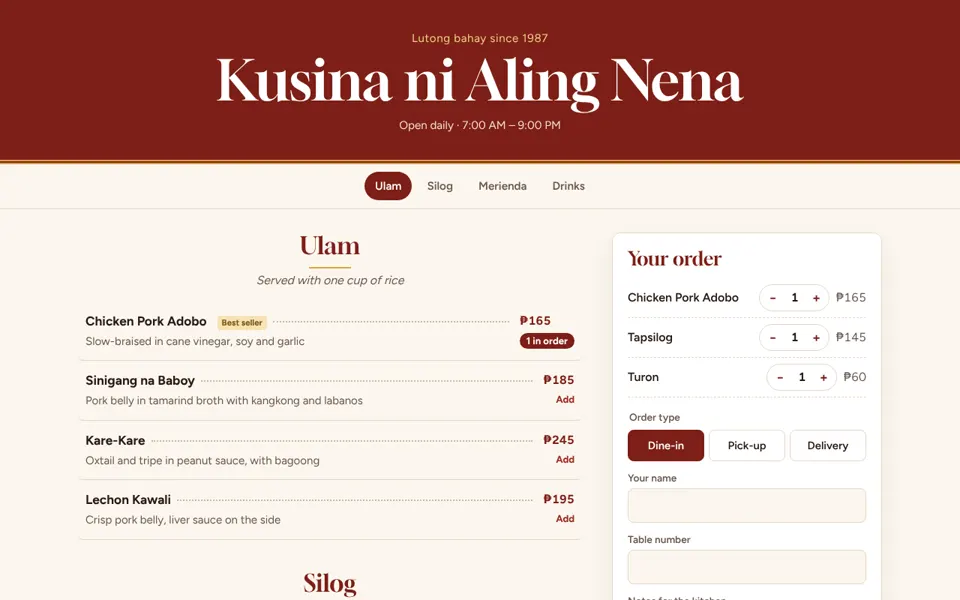 Lutong bahay since 1987
Kusina ni Aling Nena
Open daily · 7:00 AM – 9:00 PM
Ulam
Silog
Merienda
Drinks
Ulam
Served with one cup of rice
Chicken Pork Adobo Best seller ₱165
Slow-braised in cane vinegar, soy and garlic 1 in order
Sinigang na Baboy ₱185
Pork belly in tamarind broth with kangkong and labanos Add
Kare-Kare ₱245
Oxtail and tripe in peanut sauce, with bagoong Add
Lechon Kawali ₱195
Crisp pork belly, liver sauce on the side Add
Silog
Your order
Chicken Pork Adobo − 1 + ₱165
Tapsilog − 1 + ₱145
Turon − 1 + ₱60
Order type
Dine-in Pick-up Delivery
Your name
Table number
Notes for the kitchen